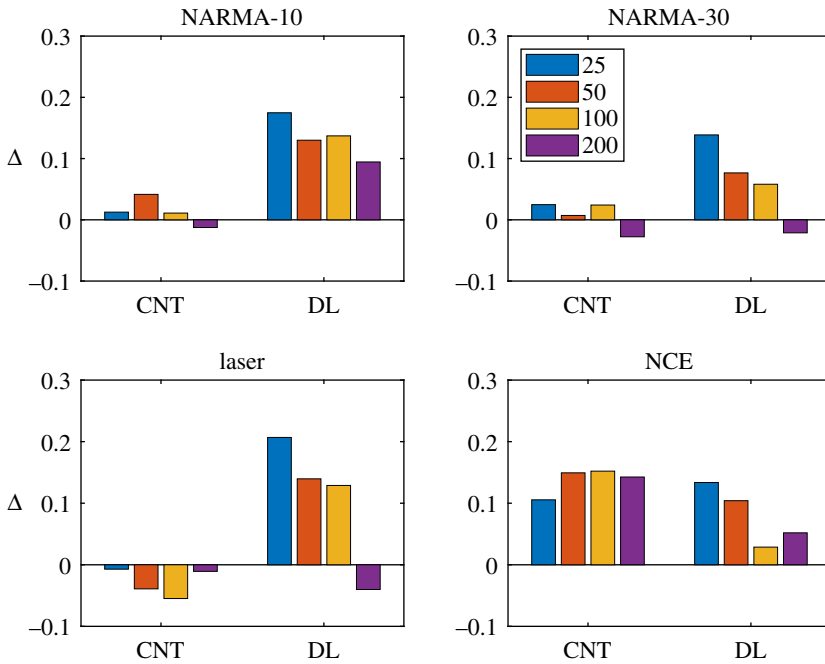 NARMA-10
NARMA-30
0.3
0.2
0.1
0
–0.1
Δ
CNT
DL
0.3
0.2
0.1
0
–0.1
25
50
100
200
CNT
DL
laser
NCE
0.3
0.2
0.1
0
–0.1
Δ
CNT
DL
0.3
0.2
0.1
0
–0.1
CNT
DL